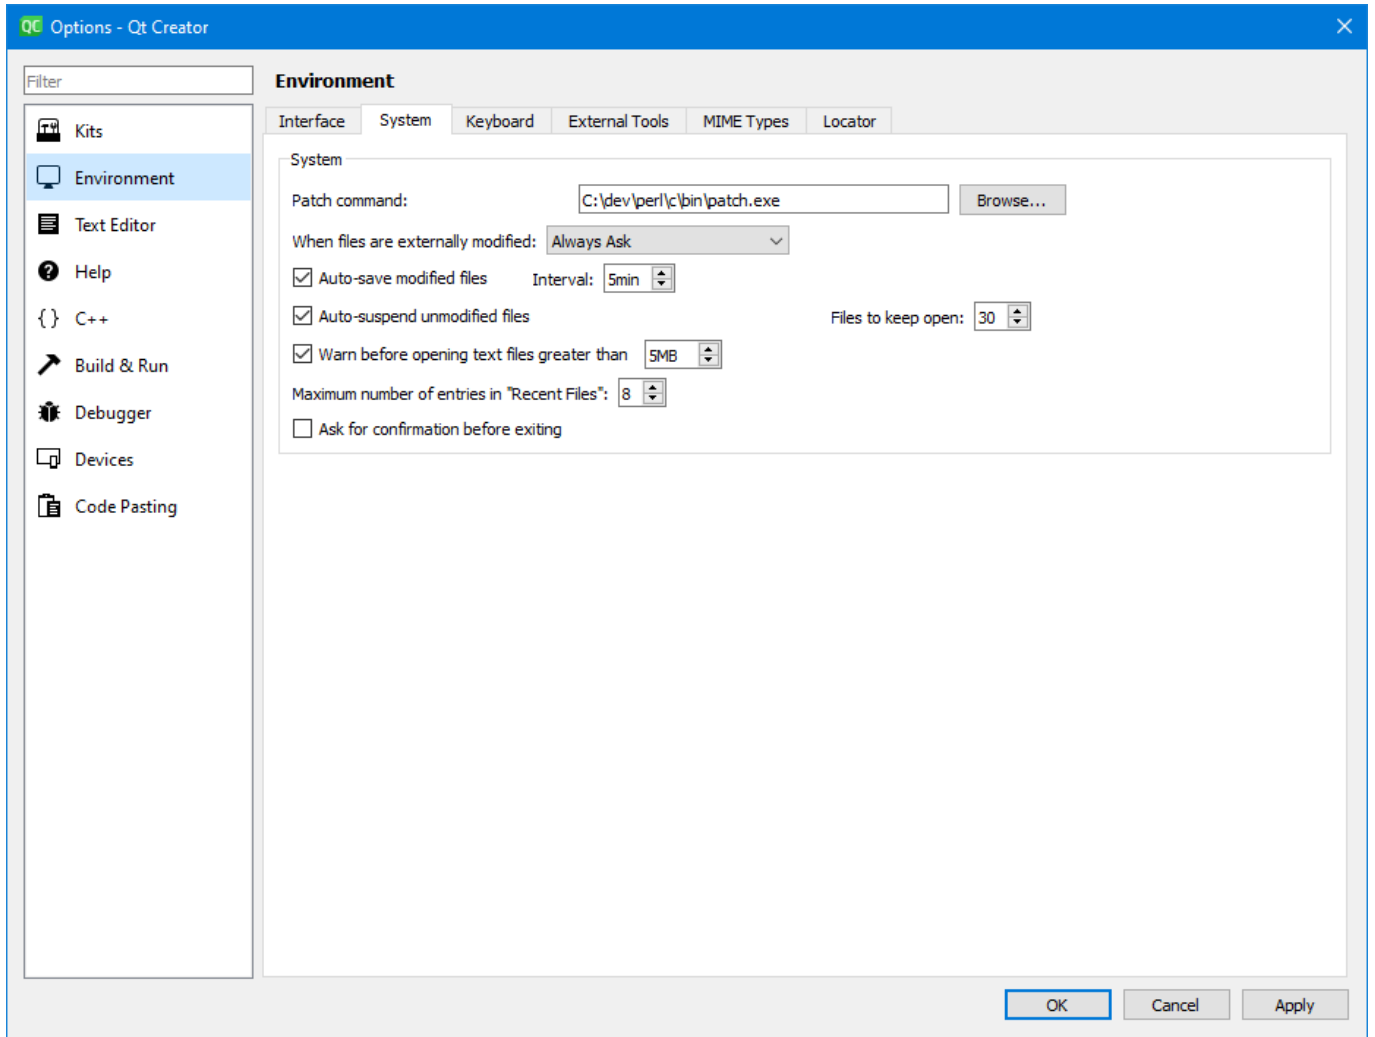 QC Options - Qt Creator
Filter
Environment
Kits
Environment
Text Editor
Help
{ } C++
Build & Run
Debugger
Devices
Code Pasting
Interface System Keyboard External Tools MIME Types Locator
System
Patch command: C:\dev\perl\c\bin\patch.exe Browse...
When files are externally modified: Always Ask
Auto-save modified files Interval: 5min
Auto-suspend unmodified files Files to keep open: 30
Warn before opening text files greater than 5MB
Maximum number of entries in "Recent Files": 8
Ask for confirmation before exiting
OK Cancel Apply